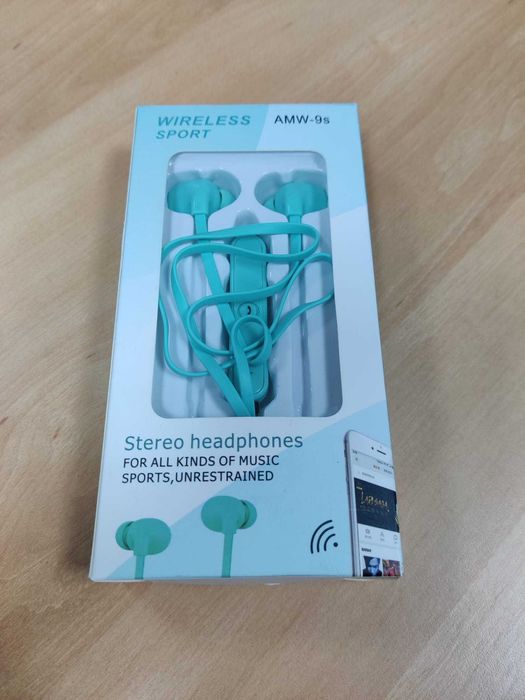 WIRELESS
SPORT
AMW-9s
Stereo headphones
FOR ALL KINDS OF MUSIC
SPORTS,UNRESTRAINED